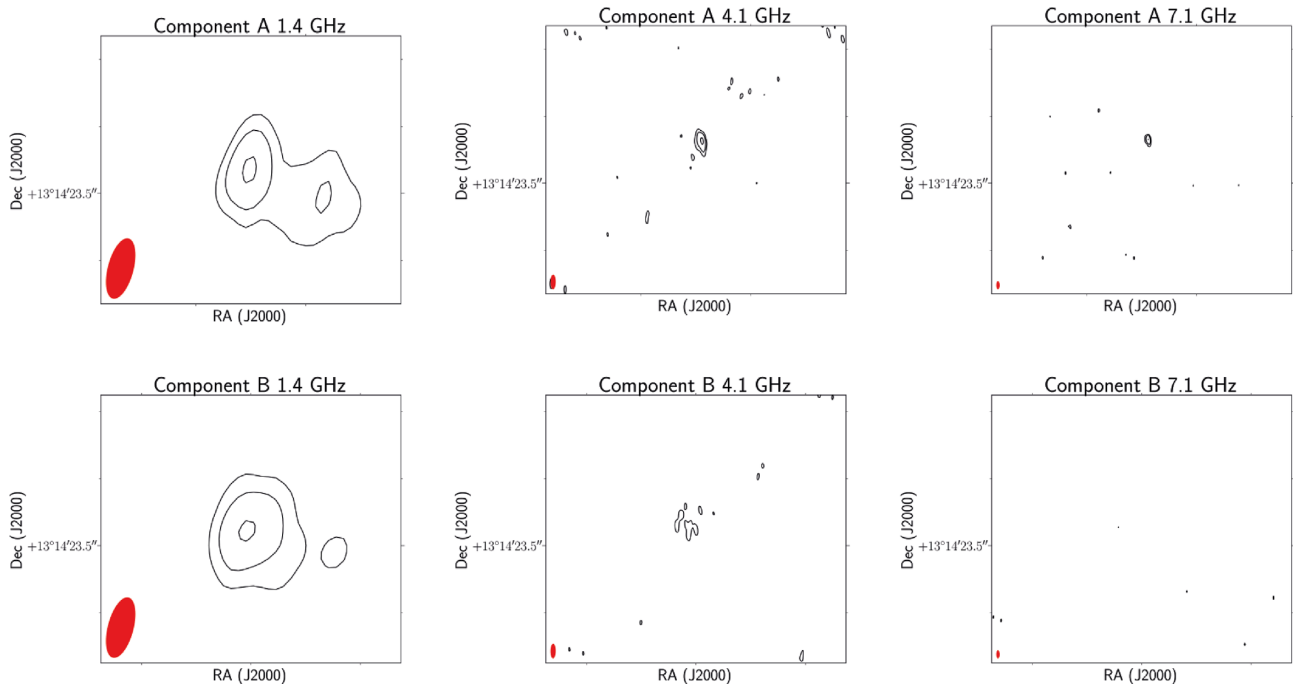 Component A 1.4 GHz
Dec (J2000)
+13°14′23.5″
RA (J2000)
Component A 4.1 GHz
Dec (J2000)
+13°14′23.5″
RA (J2000)
Component A 7.1 GHz
Dec (J2000)
+13°14′23.5″
RA (J2000)
Component B 1.4 GHz
Dec (J2000)
+13°14′23.5″
RA (J2000)
Component B 4.1 GHz
Dec (J2000)
+13°14′23.5″
RA (J2000)
Component B 7.1 GHz
Dec (J2000)
+13°14′23.5″
RA (J2000)